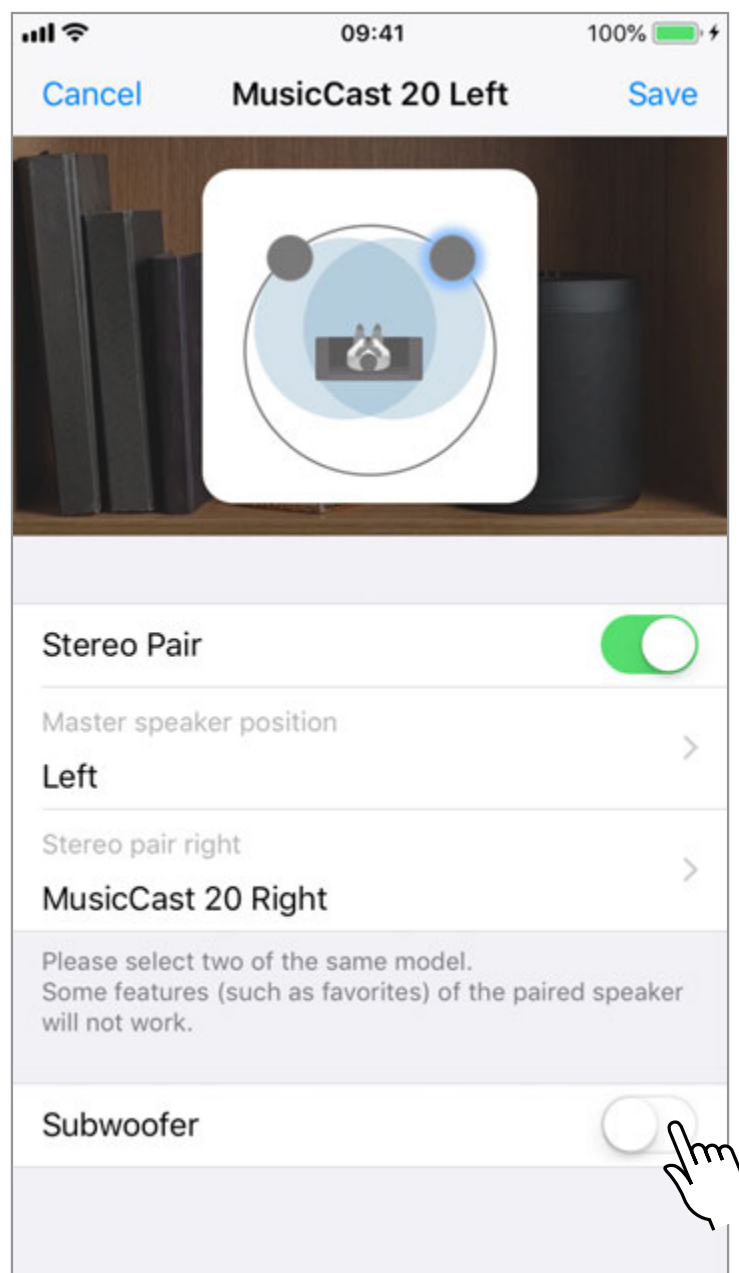 09:41
100%
Cancel
MusicCast 20 Left
Save
Stereo Pair
Master speaker position
Left
Stereo pair right
MusicCast 20 Right
Please select two of the same model.
Some features (such as favorites) of the paired speaker
will not work.
Subwoofer